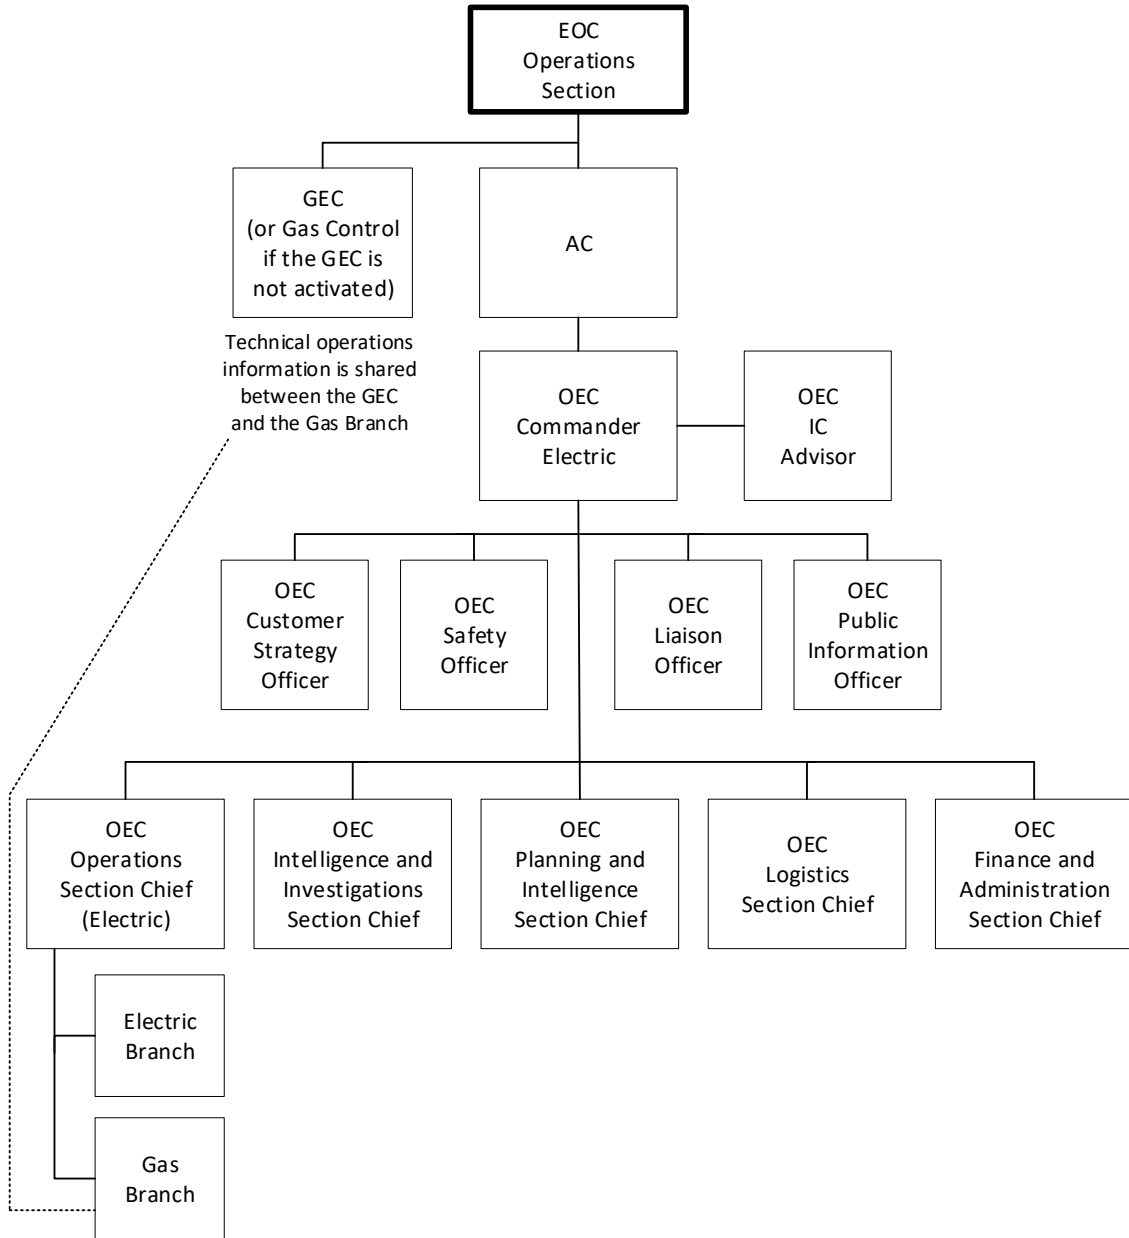 EOC
Operations
Section
GEC
(or Gas Control
if the GEC is
not activated)
AC
Technical operations
information is shared
between the GEC
and the Gas Branch
OEC
Commander
Electric
OEC
IC
Advisor
OEC
Customer
Strategy
Officer
OEC
Safety
Officer
OEC
Liaison
Officer
OEC
Public
Information
Officer
OEC
Operations
Section Chief
(Electric)
OEC
Intelligence and
Investigations
Section Chief
OEC
Planning and
Intelligence
Section Chief
OEC
Logistics
Section Chief
OEC
Finance and
Administration
Section Chief
Electric
Branch
Gas
Branch